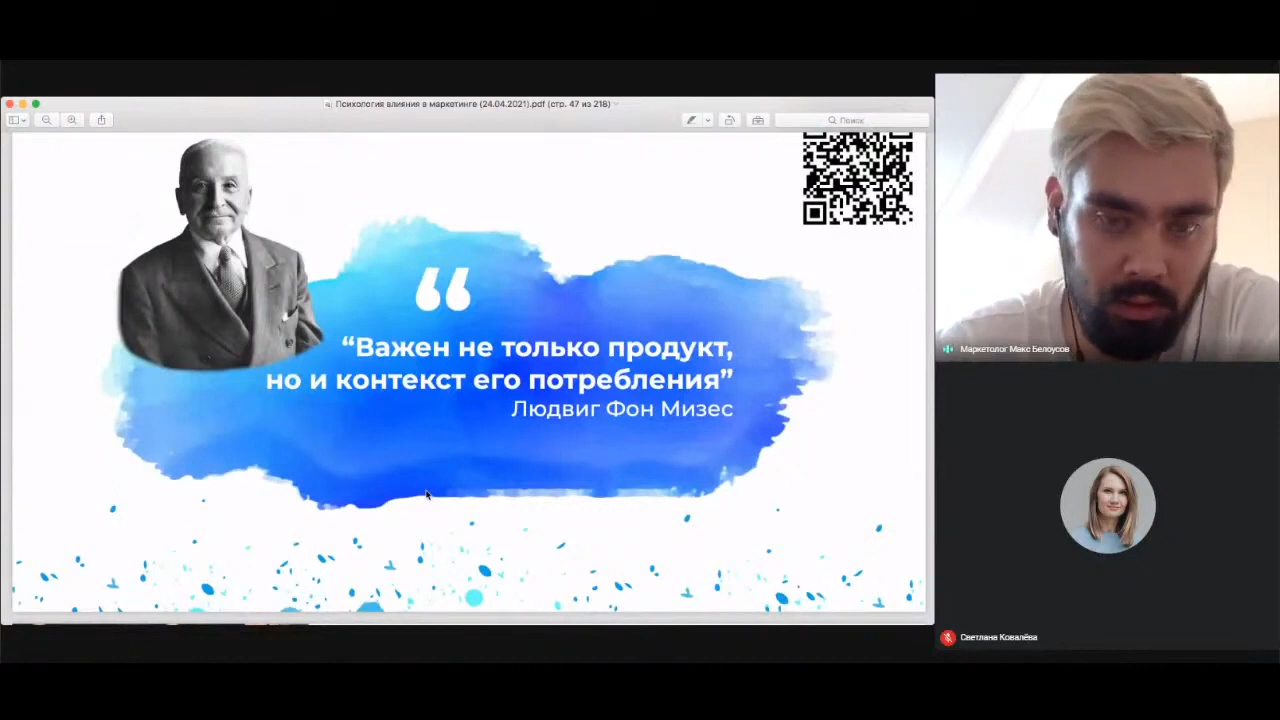 Психология влияния в маркетинге (24.04.2021).pdf (стр. 47 из 218)
Поиск
“Важен не только продукт,
но и контекст его потребления”
Людвиг Фон Мизес
Маркетолог Макс Белоусов
Светлана Ковалёва